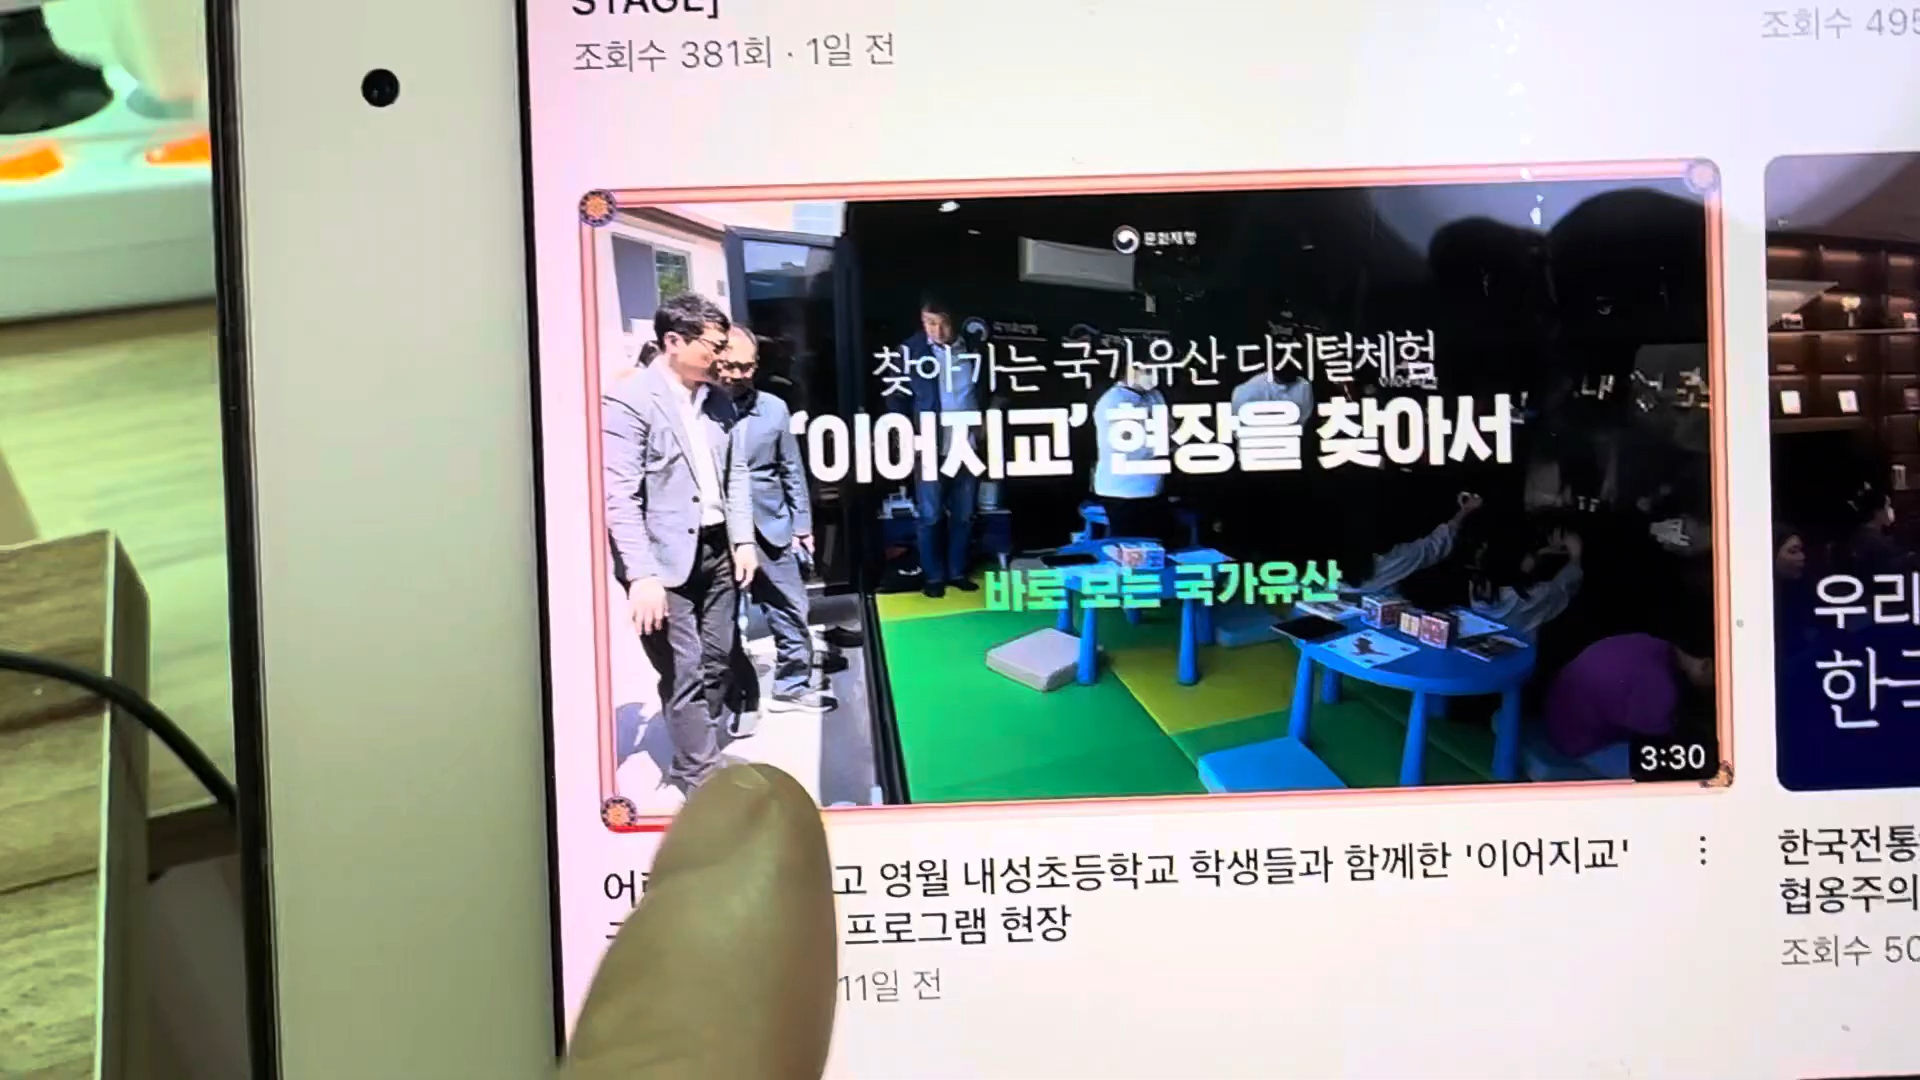 STAGE]
조회수 381회 · 1일 전
조회수 495
문화재청
찾아가는 국가유산 디지털체험
'이어지교' 현장을 찾아서
바로 보는 국가유산
3:30
우리
고 영월 내성초등학교 학생들과 함께한 '이어지교'
프로그램 현장
11일 전
한국전통
협옹주의
조회수 50